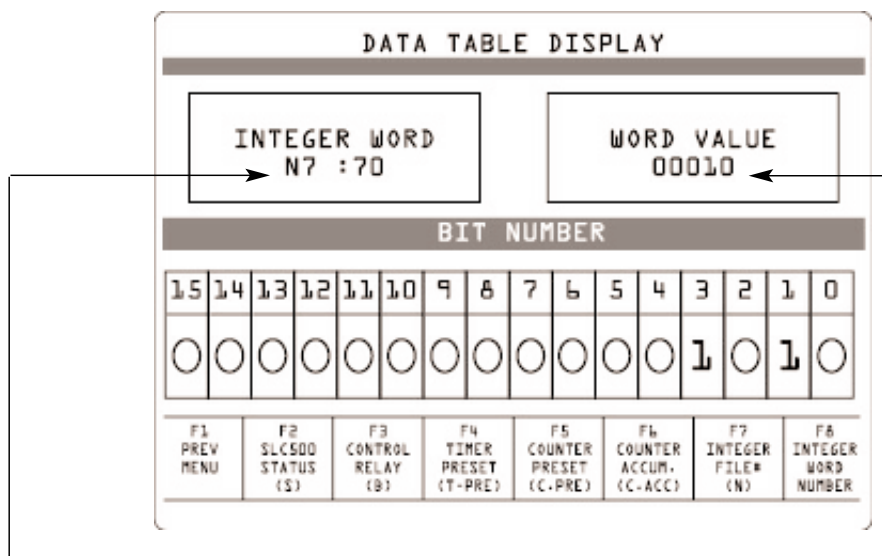 DATA TABLE DISPLAY
INTEGER WORD
N7 :70
WORD VALUE
00010
BIT NUMBER
15 14 13 12 11 10 9 8 7 6 5 4 3 2 1 0
0 0 0 0 0 0 0 0 0 0 0 0 1 0 1 0
F1
PREV
MENU
F2
SLC500
STATUS
(S)
F3
CONTROL
RELAY
(B)
F4
TIMER
PRESET
(T-PRE)
F5
COUNTER
PRESET
(C.PRE)
F6
COUNTER
ACCUM.
(C-ACC)
F7
INTEGER
FILE#
(N)
F8
INTEGER
WORD
NUMBER